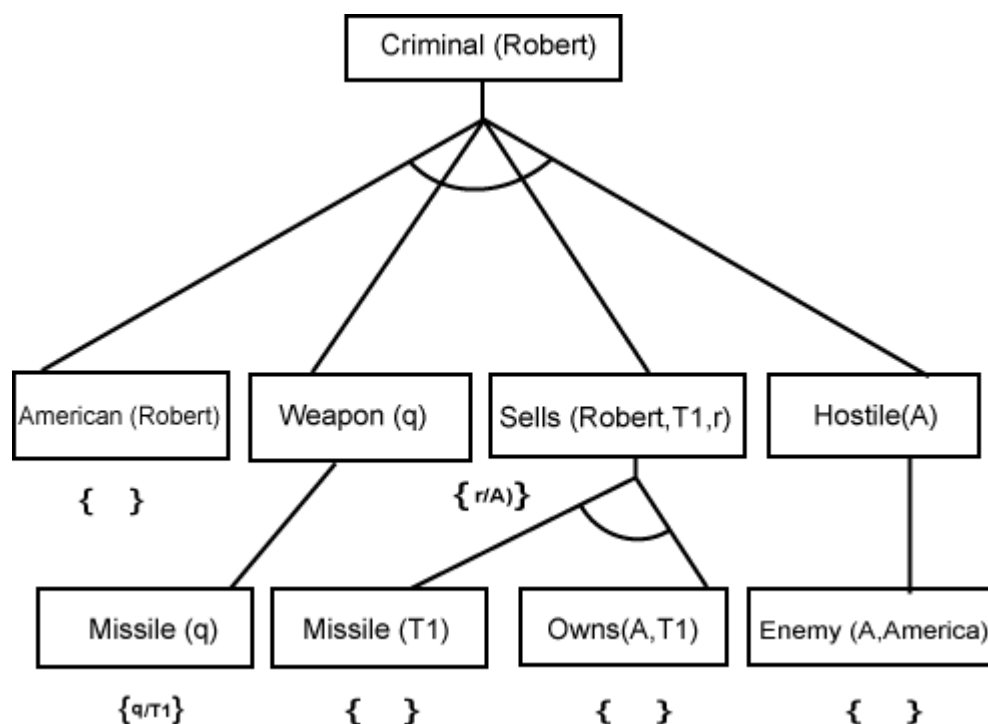 Criminal (Robert)
American (Robert)
Weapon (q)
Sells (Robert,T1,r)
Hostile(A)
{ }
{ r/A)}
Missile (q)
Missile (T1)
Owns(A,T1)
Enemy (A,America)
{q/T1}
{ }
{ }
{ }